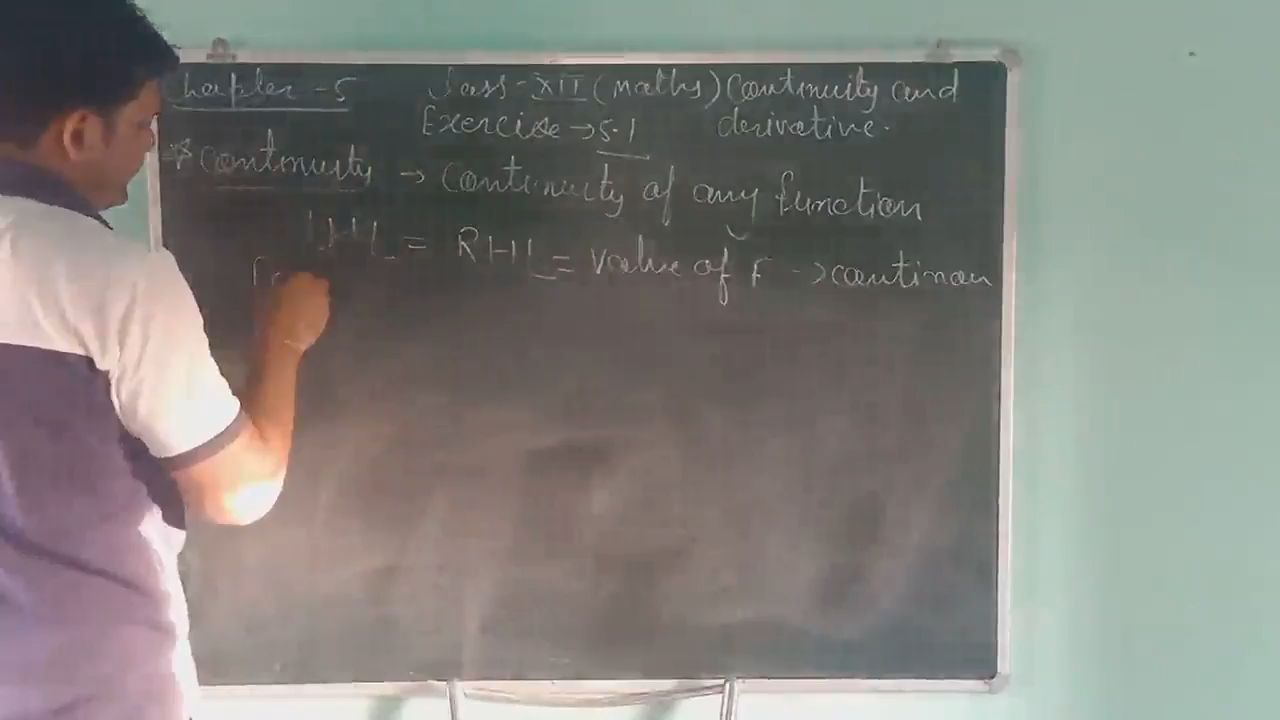 Chapter - 5 Class - XII (Maths) Continuity and
Exercise → 5.1 derivative.
* Continuity → Continuity of any function
LHL = RHL = value of F → continuou